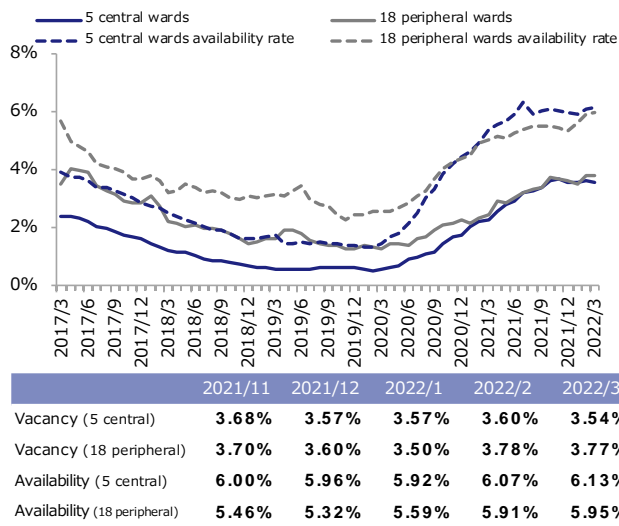 5 central wards
18 peripheral wards
5 central wards availability rate
18 peripheral wards availability rate
8%
6%
4%
2%
0%
2017/3
2017/6
2017/9
2017/12
2018/3
2018/6
2018/9
2018/12
2019/3
2019/6
2019/9
2019/12
2020/3
2020/6
2020/9
2020/12
2021/3
2021/6
2021/9
2021/12
2022/3
2021/11 2021/12 2022/1 2022/2 2022/3
Vacancy (5 central) 3.68% 3.57% 3.57% 3.60% 3.54%
Vacancy (18 peripheral) 3.70% 3.60% 3.50% 3.78% 3.77%
Availability (5 central) 6.00% 5.96% 5.92% 6.07% 6.13%
Availability (18 peripheral) 5.46% 5.32% 5.59% 5.91% 5.95%